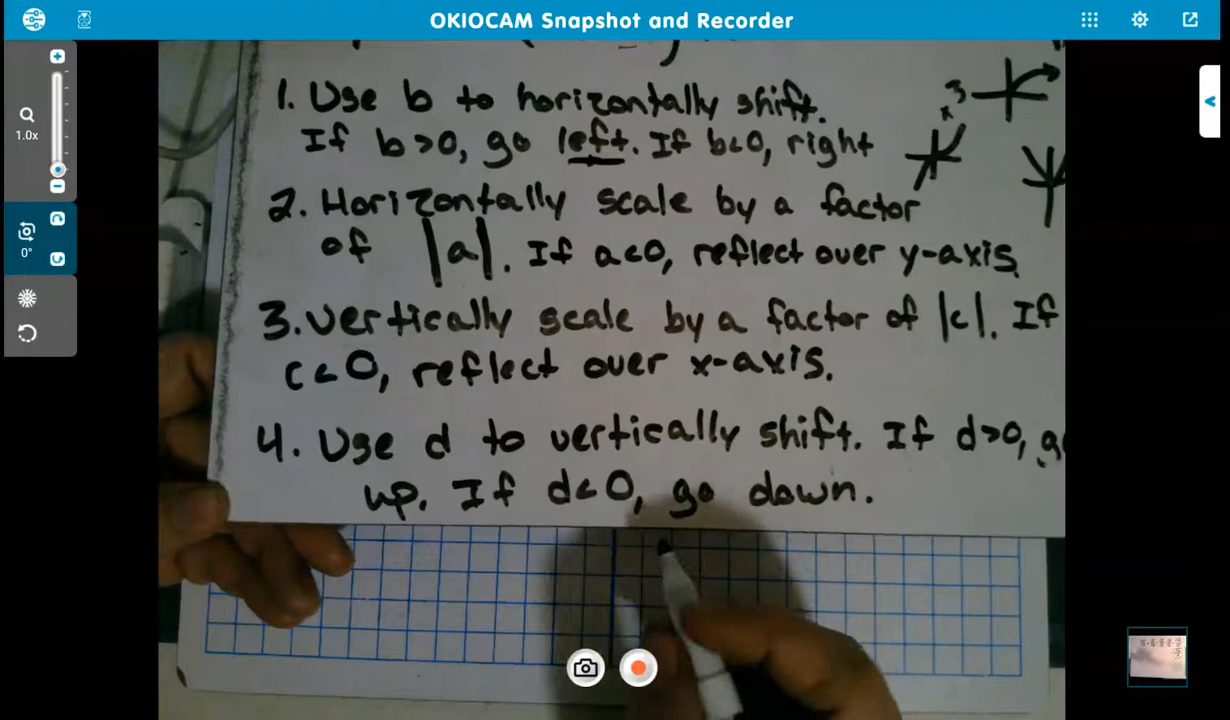 OKIOCAM Snapshot and Recorder
1.0x
0°
1. Use b to horizontally shift.
If b>0, go left. If b<0, right
2. Horizontally scale by a factor
of |a|. If a<0, reflect over y-axis.
3. Vertically scale by a factor of |c|. If
c<0, reflect over x-axis.
4. Use d to vertically shift. If d>0, go
up. If d<0, go down.